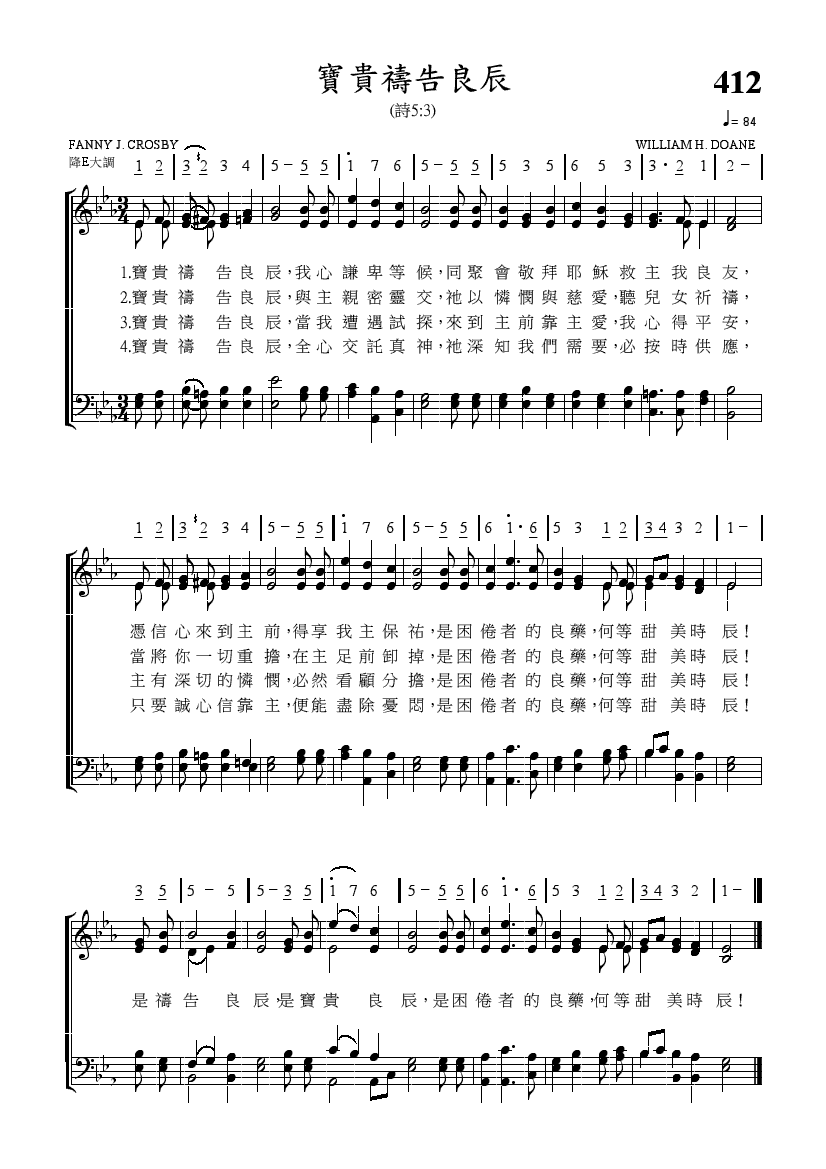 寶貴禱告良辰
412
(詩5:3)
♩= 84
FANNY J. CROSBY
WILLIAM H. DOANE
降E大調
1 2 | 3 2 3 4 | 5 – 5 5 | 1 7 6 | 5 – 5 5 | 5 3 5 | 6 5 3 | 3 • 2 1 | 2 –
1.寶貴禱 告良辰,我心謙卑等候,同聚會敬拜耶穌救主我良友,
2.寶貴禱 告良辰,與主親密靈交,祂以憐憫與慈愛,聽兒女祈禱,
3.寶貴禱 告良辰,當我遭遇試探,來到主前靠主愛,我心得平安,
4.寶貴禱 告良辰,全心交託真神,祂深知我們需要,必按時供應,
1 2 | 3 2 3 4 | 5 – 5 5 | 1 7 6 | 5 – 5 5 | 6 1 • 6 | 5 3 1 2 | 3 4 3 2 | 1 –
憑信心來到主前,得享我主保祐,是困倦者的良藥,何等甜美時辰!
當將你一切重擔,在主足前卸掉,是困倦者的良藥,何等甜美時辰!
主有深切的憐憫,必然看顧分擔,是困倦者的良藥,何等甜美時辰!
只要誠心信靠主,便能盡除憂悶,是困倦者的良藥,何等甜美時辰!
3 5 | 5 – 5 | 5 – 3 5 | 1 7 6 | 5 – 5 5 | 6 1 • 6 | 5 3 1 2 | 3 4 3 2 | 1 –
是禱告良辰,是寶貴良辰,是困倦者的良藥,何等甜美時辰!